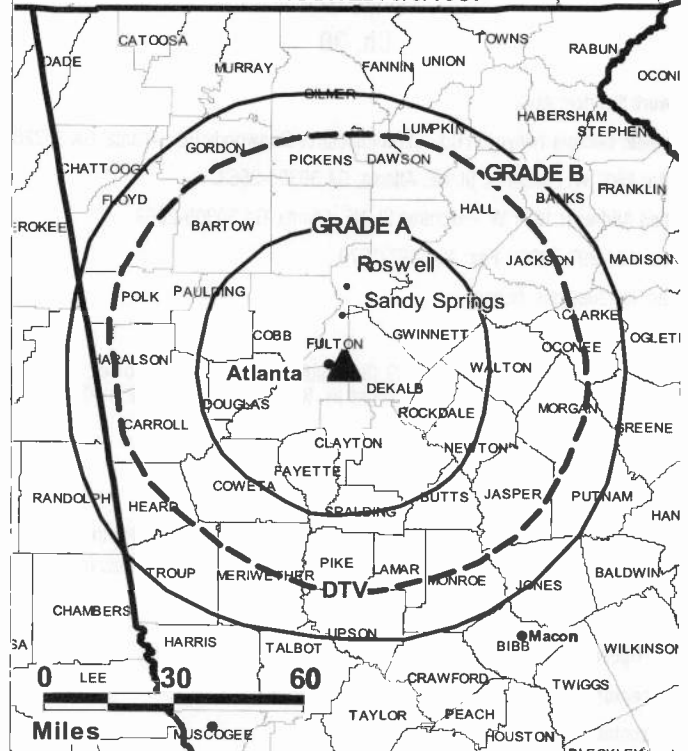 CATOOSA
TOWNS
DADE
MURRAY
FANNIN
UNION
RABUN
OCONI
GILMER
HABERSHAM
LUMPKIN
STEPHEN
GORDON
PICKENS
DAWSON
CHATTOOGA
GRADE B
FLOYD
BANKS
FRANKLIN
HALL
EROKEE
BARTOW
GRADE A
JACKSON
MADISON
Roswell
POLK
PAULDING
Sandy Springs
CLARKE
COBB
FULTON
GWINNETT
OCONEE
OGLETI
HARALSON
WALTON
Atlanta
DEKALB
DOUGLAS
ROCKDALE
MORGAN
CARROLL
GREENE
CLAYTON
NEWTON
FAYETTE
COWETA
RANDOLPH
HEARD
BUTTS
JASPER
PUTNAM
SPALDING
HAN
PIKE
LAMAR
TROUP
MERIWETHER
MONROE
JONES
BALDWIN
DTV
CHAMBERS
UPSON
Macon
HARRIS
TALBOT
BIBB
WILKINSON
SA
0 LEE 30 60
CRAWFORD
TWIGGS
TAYLOR
PEACH
Miles
MUSCOGEE
HOUSTON